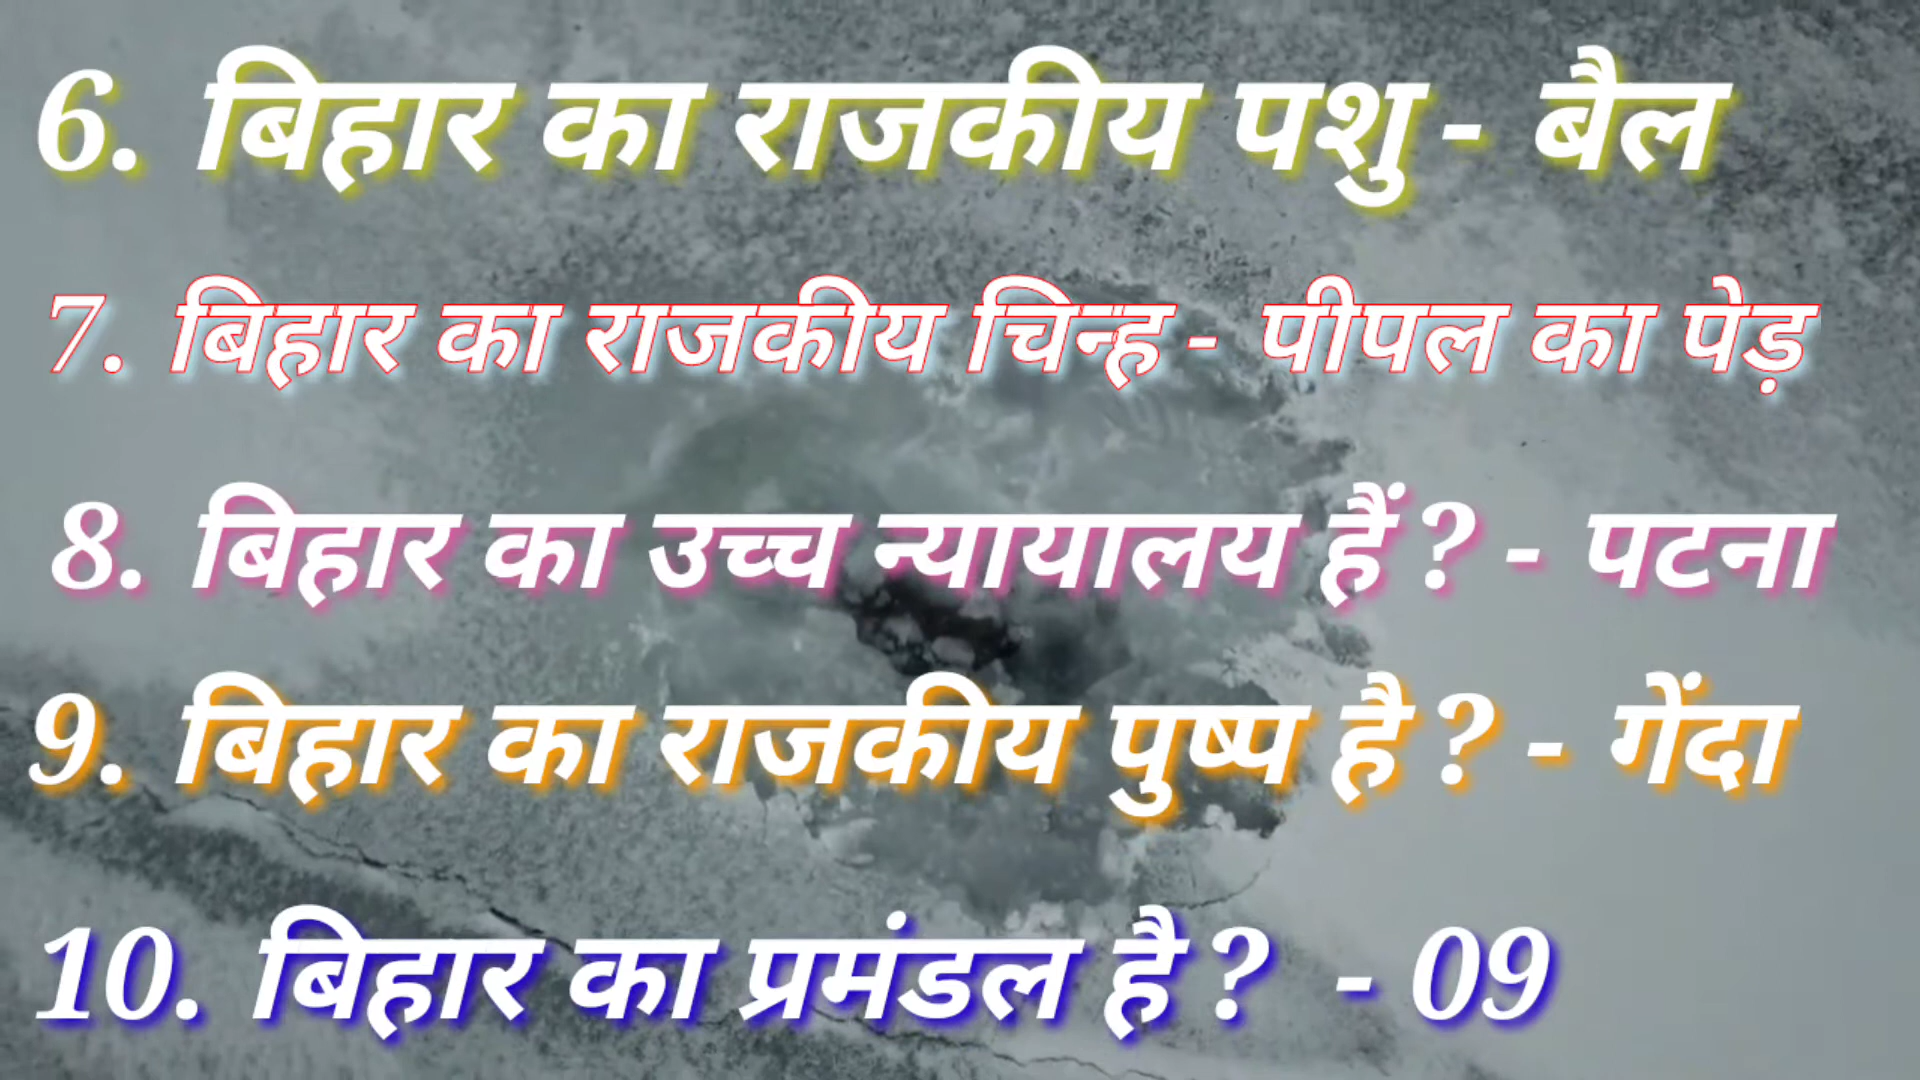 6. बिहार का राजकीय पशु - बैल
7. बिहार का राजकीय चिन्ह - पीपल का पेड़
8. बिहार का उच्च न्यायालय हैं ? - पटना
9. बिहार का राजकीय पुष्प है ? - गेंदा
10. बिहार का प्रमंडल है ? - 09